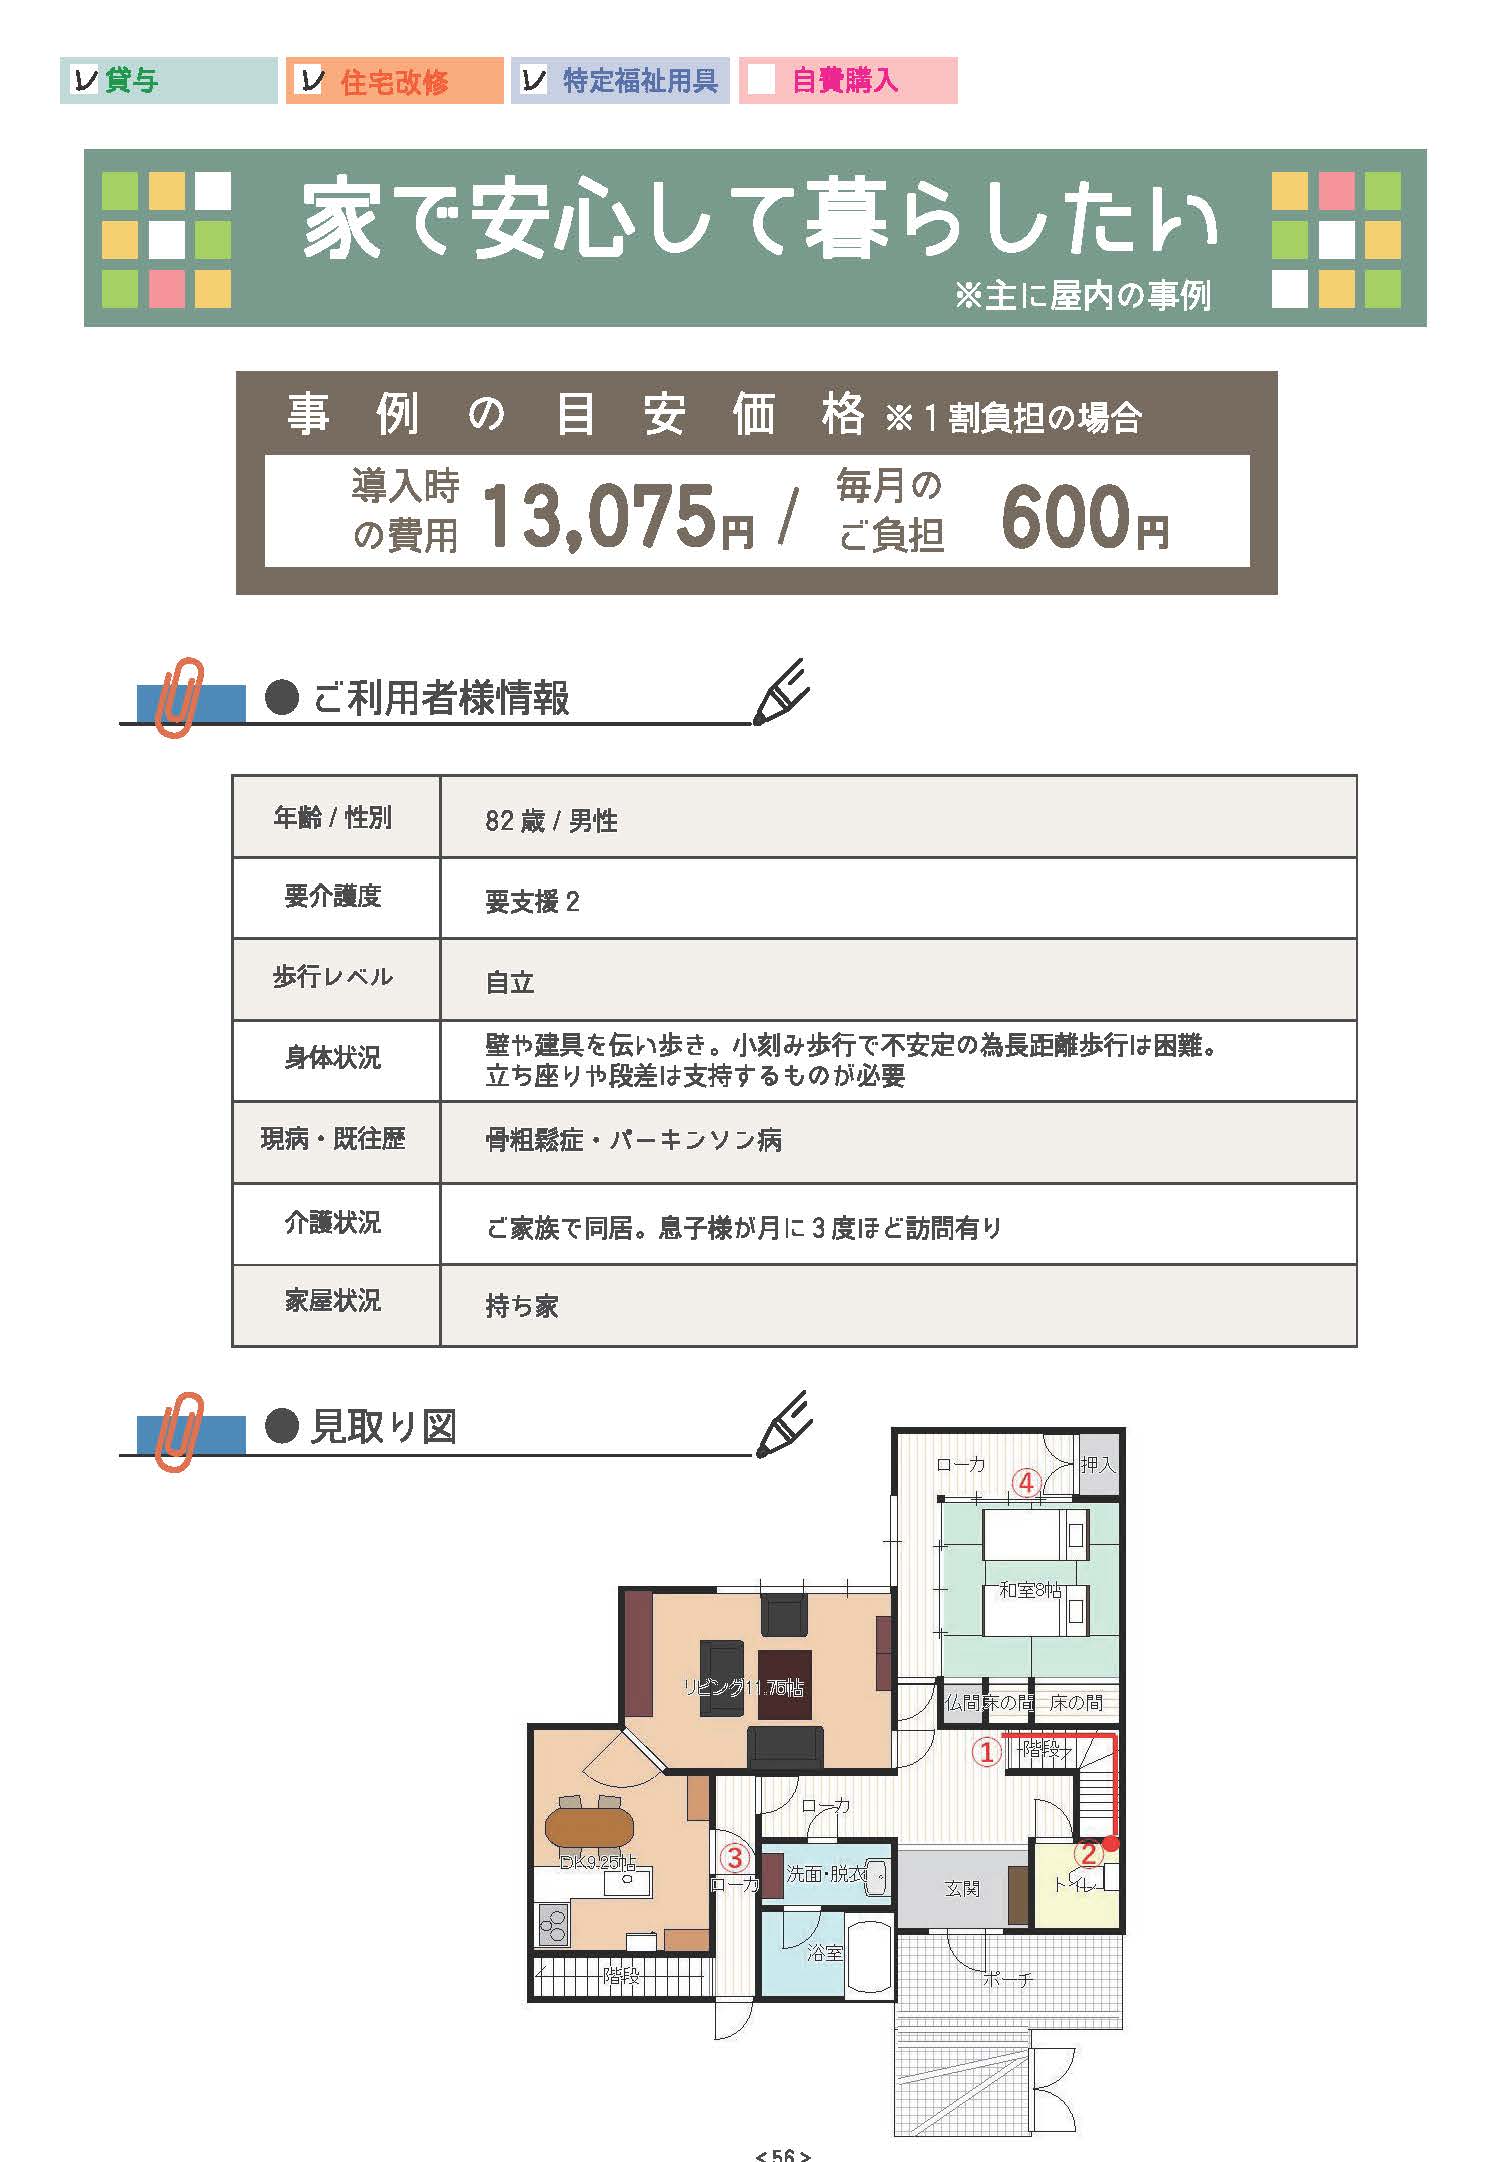 レ 貸与 レ 住宅改修 レ 特定福祉用具 自費購入
家で安心して暮らしたい
※主に屋内の事例
事例の目安価格 ※1割負担の場合
導入時の費用 13,075円 / 毎月のご負担 600円
● ご利用者様情報
年齢 / 性別 82 歳 / 男性
要介護度 要支援 2
歩行レベル 自立
身体状況 壁や建具を伝い歩き。小刻み歩行で不安定の為長距離歩行は困難。
立ち座りや段差は支持するものが必要
現病・既往歴 骨粗鬆症・パーキンソン病
介護状況 ご家族で同居。息子様が月に 3 度ほど訪問有り
家屋状況 持ち家
● 見取り図
ローカ
押入
④
和室8帖
リビング11.75帖
仏間 床の間 床の間
① 階段
ローカ
②
トイレ
DK9.25帖
③
ローカ
洗面・脱衣
玄関
浴室
階段
ポーチ
<56>